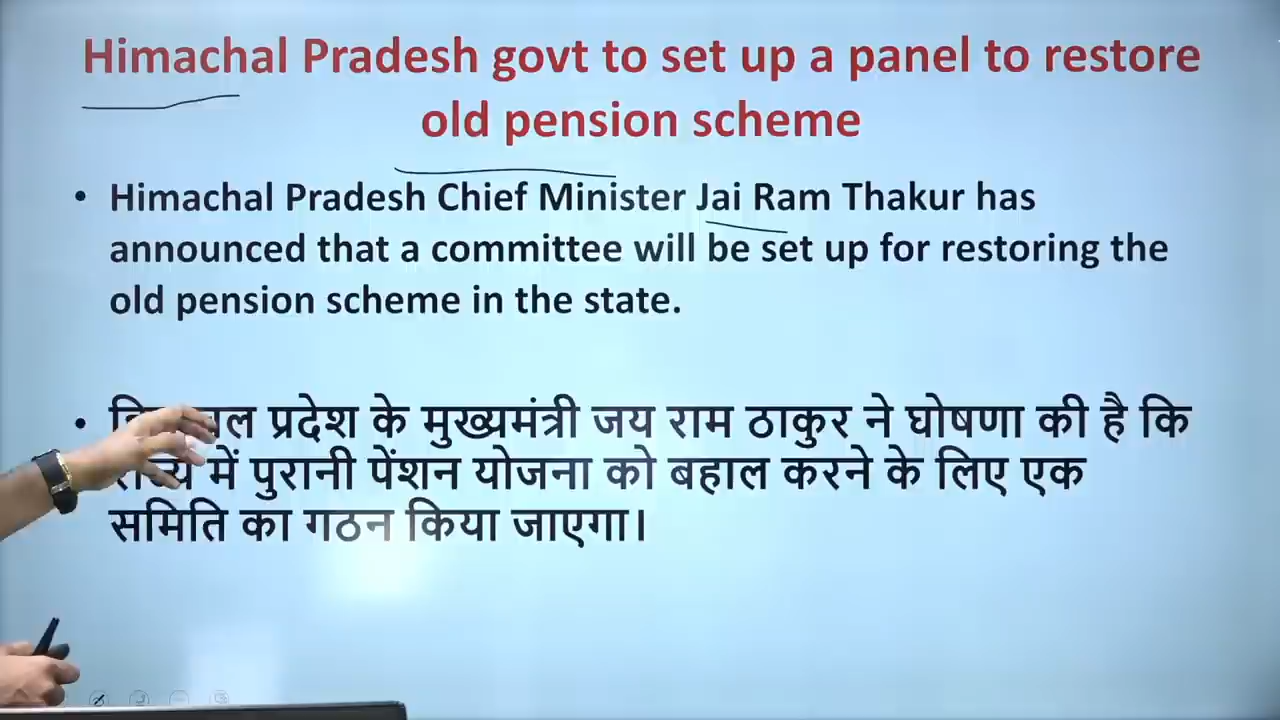 Himachal Pradesh govt to set up a panel to restore
old pension scheme
• Himachal Pradesh Chief Minister Jai Ram Thakur has
announced that a committee will be set up for restoring the
old pension scheme in the state.
• प्रदेश के मुख्यमंत्री जय राम ठाकुर ने घोषणा की है कि
में पुरानी पेंशन योजना को बहाल करने के लिए एक
समिति का गठन किया जाएगा।